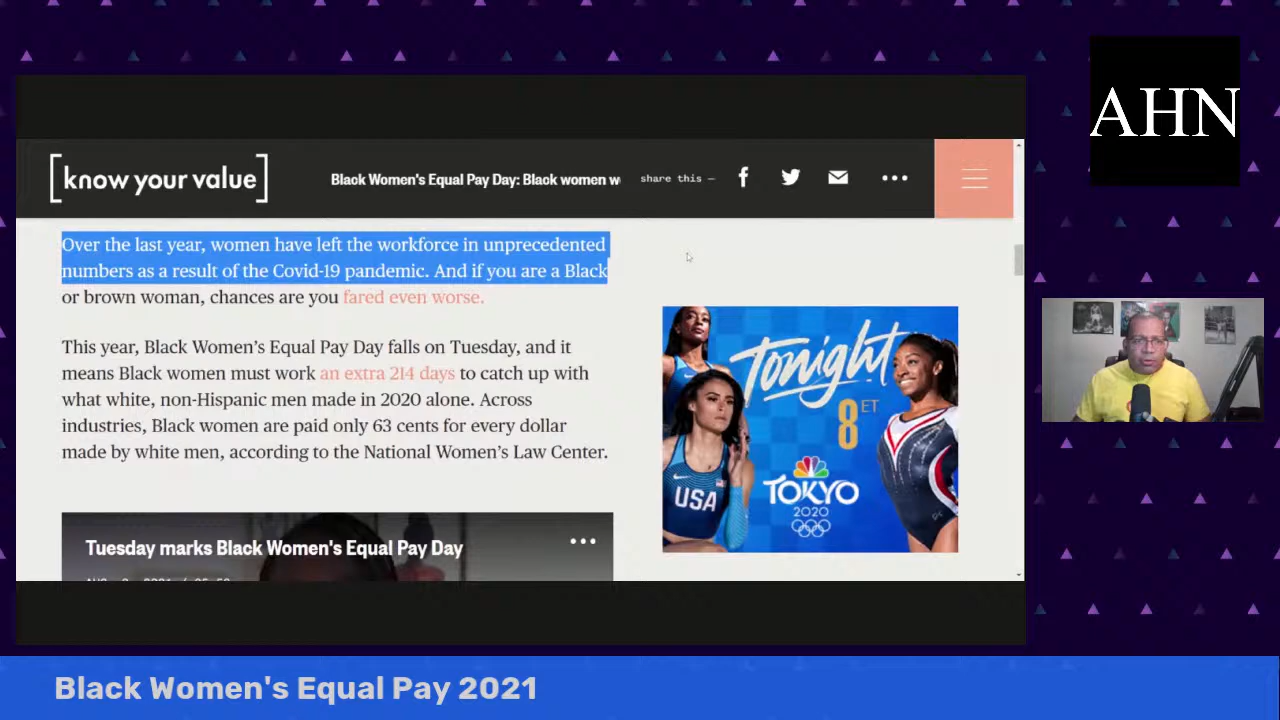 AHN
[know your value]
Black Women's Equal Pay Day: Black women w
share this —
Over the last year, women have left the workforce in unprecedented
numbers as a result of the Covid-19 pandemic. And if you are a Black
or brown woman, chances are you fared even worse.
This year, Black Women's Equal Pay Day falls on Tuesday, and it
means Black women must work an extra 214 days to catch up with
what white, non-Hispanic men made in 2020 alone. Across
industries, Black women are paid only 63 cents for every dollar
made by white men, according to the National Women's Law Center.
Tonight
8 ET
USA
TOKYO
2020
Tuesday marks Black Women's Equal Pay Day
Black Women's Equal Pay 2021